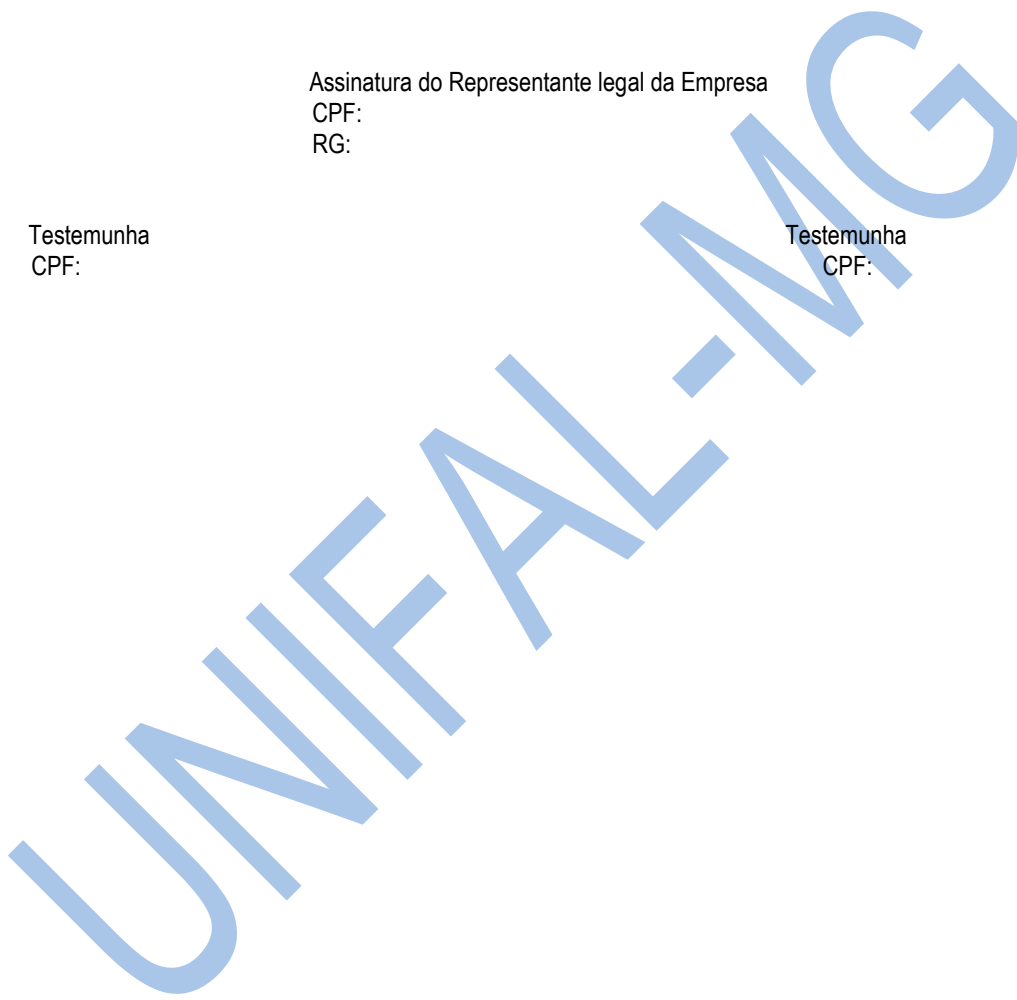 Assinatura do Representante legal da Empresa
CPF:
RG:
Testemunha Testemunha
CPF: CPF:
UNIFAL-MG